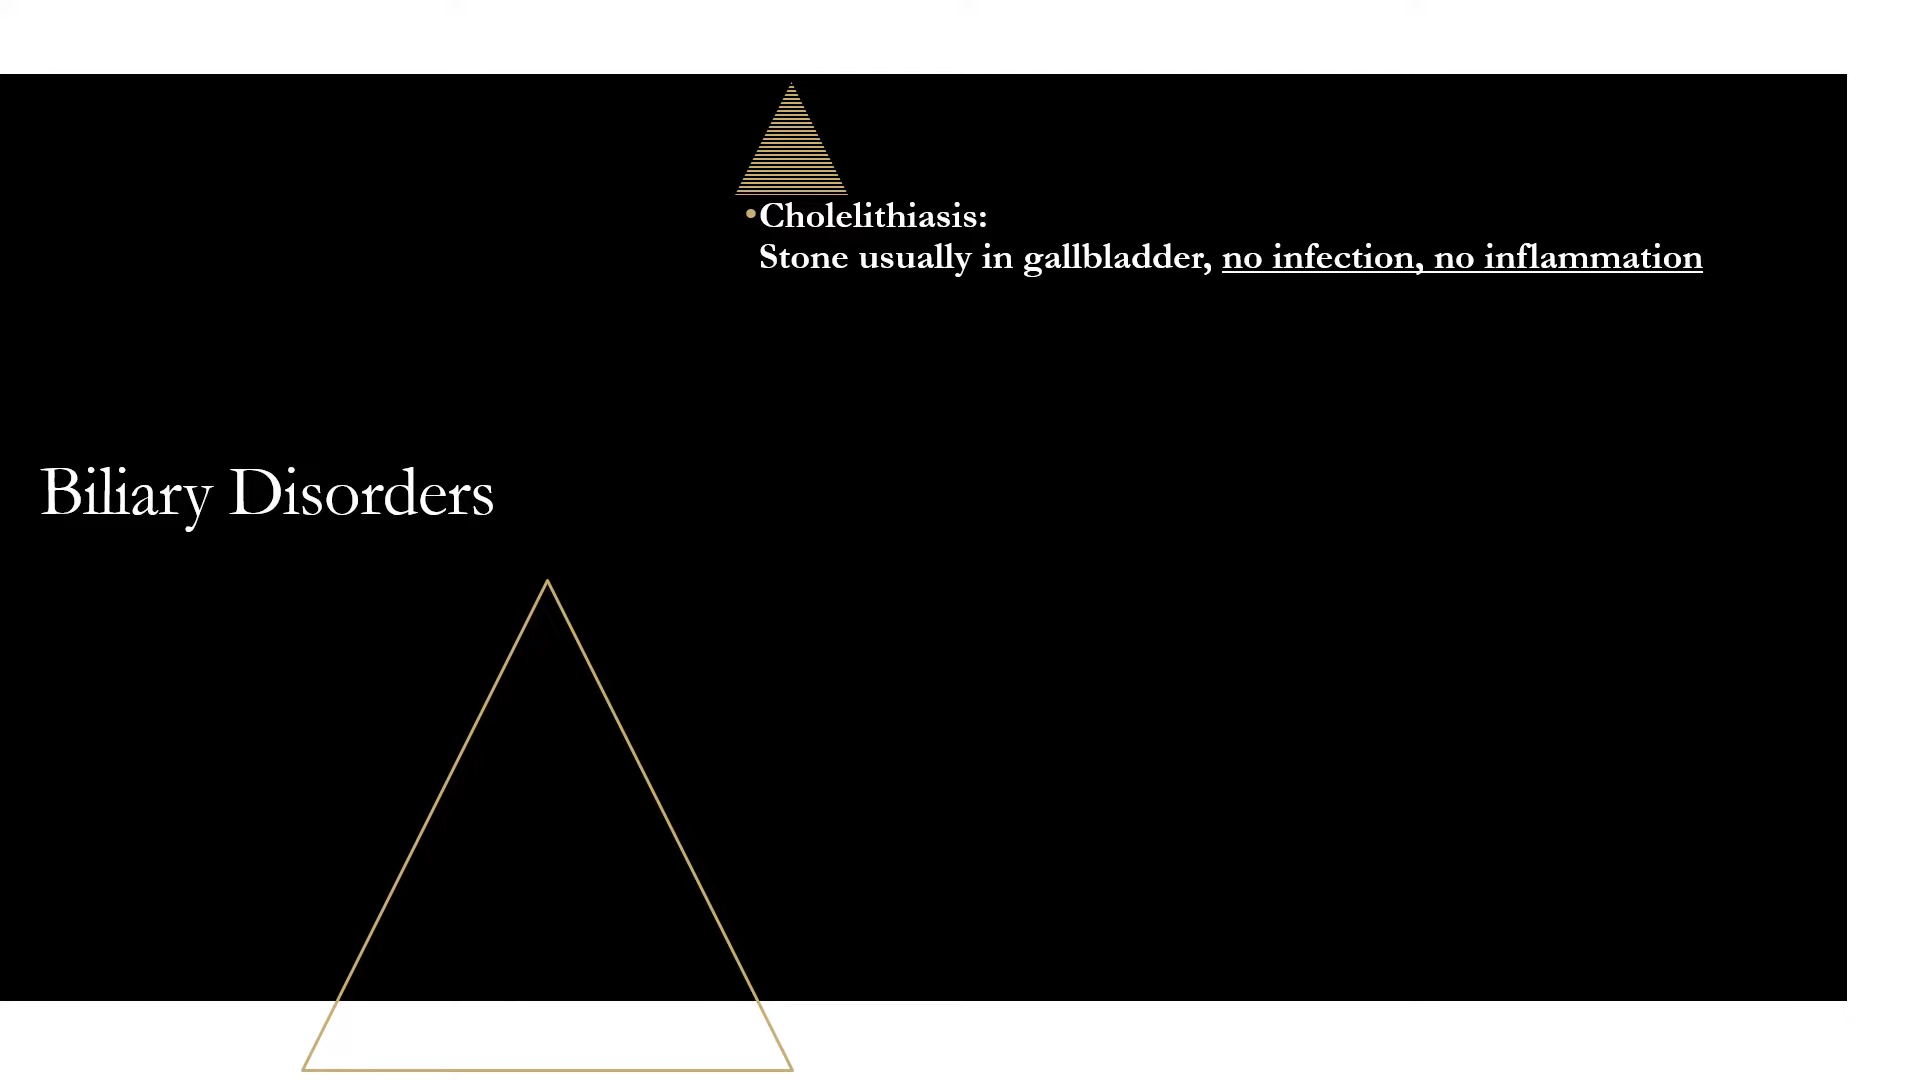 Biliary Disorders
•Cholelithiasis:
Stone usually in gallbladder, no infection, no inflammation